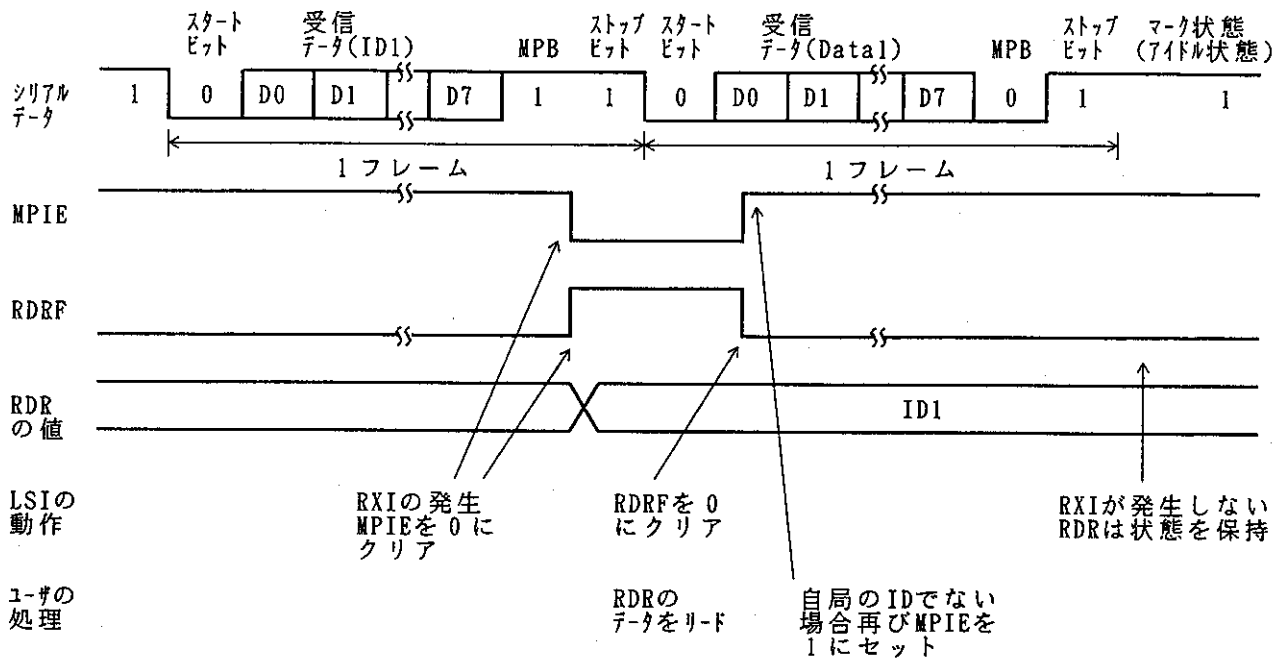 スタート
ビット
受信
データ(ID1)
MPB
ストップ
ビット
スタート
ビット
受信
データ(Data1)
MPB
ストップ
ビット
マーク状態
(アイドル状態)
シリアル
データ
1 0 D0 D1 D7 1 1 0 D0 D1 D7 0 1 1
1フレーム 1フレーム
MPIE
RDRF
RDR
の値
ID1
LSIの
動作
RXIの発生
MPIEを0に
クリア
RDRFを0
にクリア
RXIが発生しない
RDRは状態を保持
ユーザの
処理
RDRの
データをリード
自局のIDでない
場合再びMPIEを
1にセット